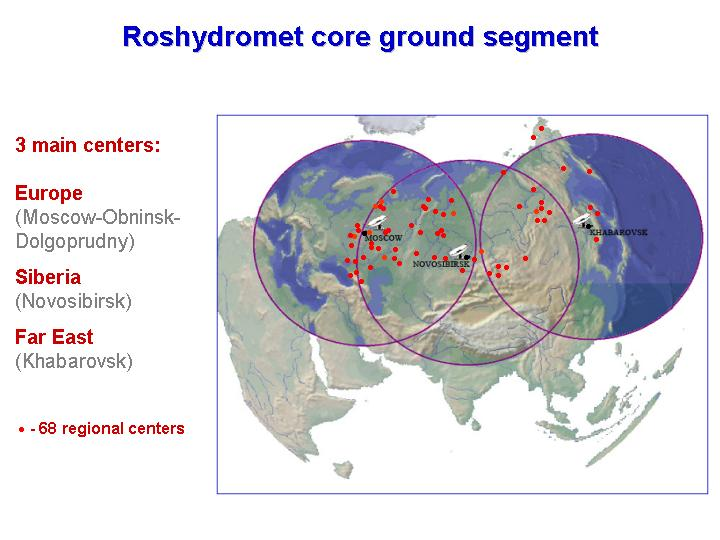 Roshydromet core ground segment
3 main centers:
Europe
(Moscow-Obninsk-
Dolgoprudny)
Siberia
(Novosibirsk)
Far East
(Khabarovsk)
- 68 regional centers
MOSCOW
NOVOSIBIRSK
KHABAROVSK